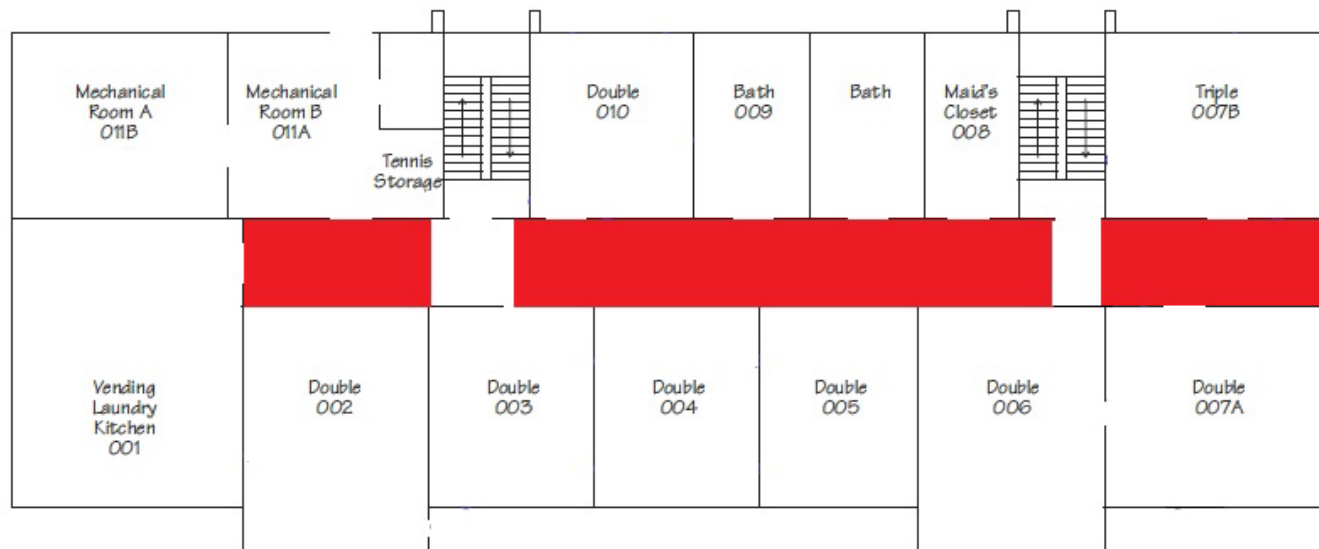 Mechanical
Room A
011B
Mechanical
Room B
011A
Tennis
Storage
Double
010
Bath
009
Bath
Maid's
Closet
008
Triple
007B
Vending
Laundry
Kitchen
001
Double
002
Double
003
Double
004
Double
005
Double
006
Double
007A